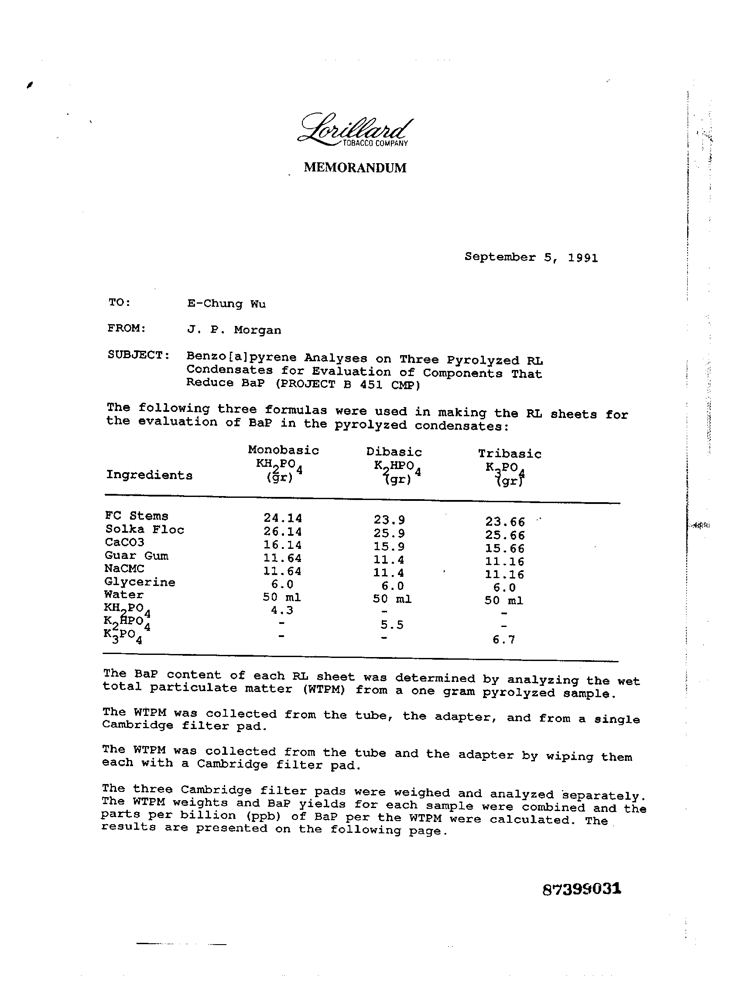 Lorillard
TOBACCO COMPANY
MEMORANDUM
September 5, 1991
TO: E-Chung Wu
FROM: J. P. Morgan
SUBJECT: Benzo[a]pyrene Analyses on Three Pyrolyzed RL
Condensates for Evaluation of Components That
Reduce BaP (PROJECT B 451 CMP)
The following three formulas were used in making the RL sheets for
the evaluation of BaP in the pyrolyzed condensates:
Monobasic Dibasic Tribasic
KH2PO4 K2HPO4 K3PO4
Ingredients (gr) (gr) (gr)
FC Stems 24.14 23.9 23.66
Solka Floc 26.14 25.9 25.66
CaCO3 16.14 15.9 15.66
Guar Gum 11.64 11.4 11.16
NaCMC 11.64 11.4 11.16
Glycerine 6.0 6.0 6.0
Water 50 ml 50 ml 50 ml
KH2PO4 4.3 - -
K2HPO4 - 5.5 -
K3PO4 - - 6.7
The BaP content of each RL sheet was determined by analyzing the wet
total particulate matter (WTPM) from a one gram pyrolyzed sample.
The WTPM was collected from the tube, the adapter, and from a single
Cambridge filter pad.
The WTPM was collected from the tube and the adapter by wiping them
each with a Cambridge filter pad.
The three Cambridge filter pads were weighed and analyzed separately.
The WTPM weights and BaP yields for each sample were combined and the
parts per billion (ppb) of BaP per the WTPM were calculated. The
results are presented on the following page.
87399031